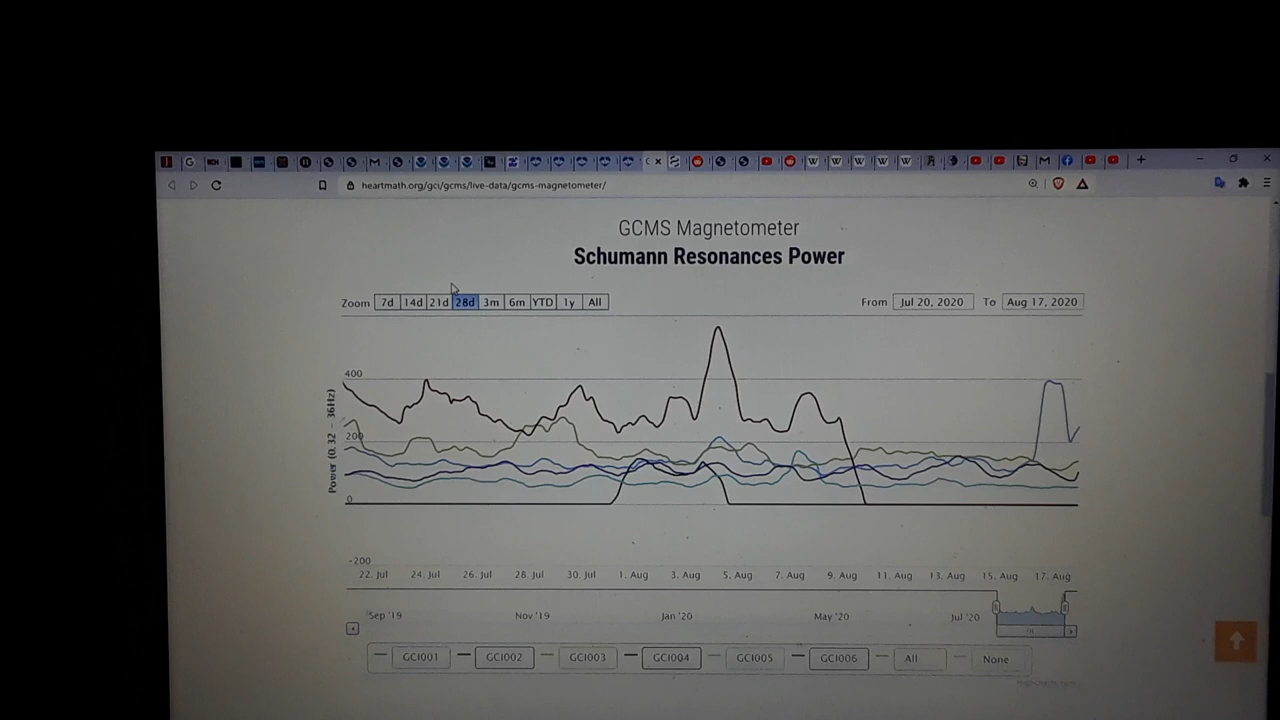 heartmath.org/gci/gcms/live-data/gcms-magnetometer/
GCMS Magnetometer
Schumann Resonances Power
Zoom 7d 14d 21d 28d 3m 6m YTD 1y All From Jul 20, 2020 To Aug 17, 2020
Power (0.32 - 36Hz)
400
200
0
-200
22. Jul 24. Jul 26. Jul 28. Jul 30. Jul 1. Aug 3. Aug 5. Aug 7. Aug 9. Aug 11. Aug 13. Aug 15. Aug 17. Aug
Sep '19 Nov '19 Jan '20 May '20 Jul '20
GCI001 GCI002 GCI003 GCI004 GCI005 GCI006 All None
Highcharts.com